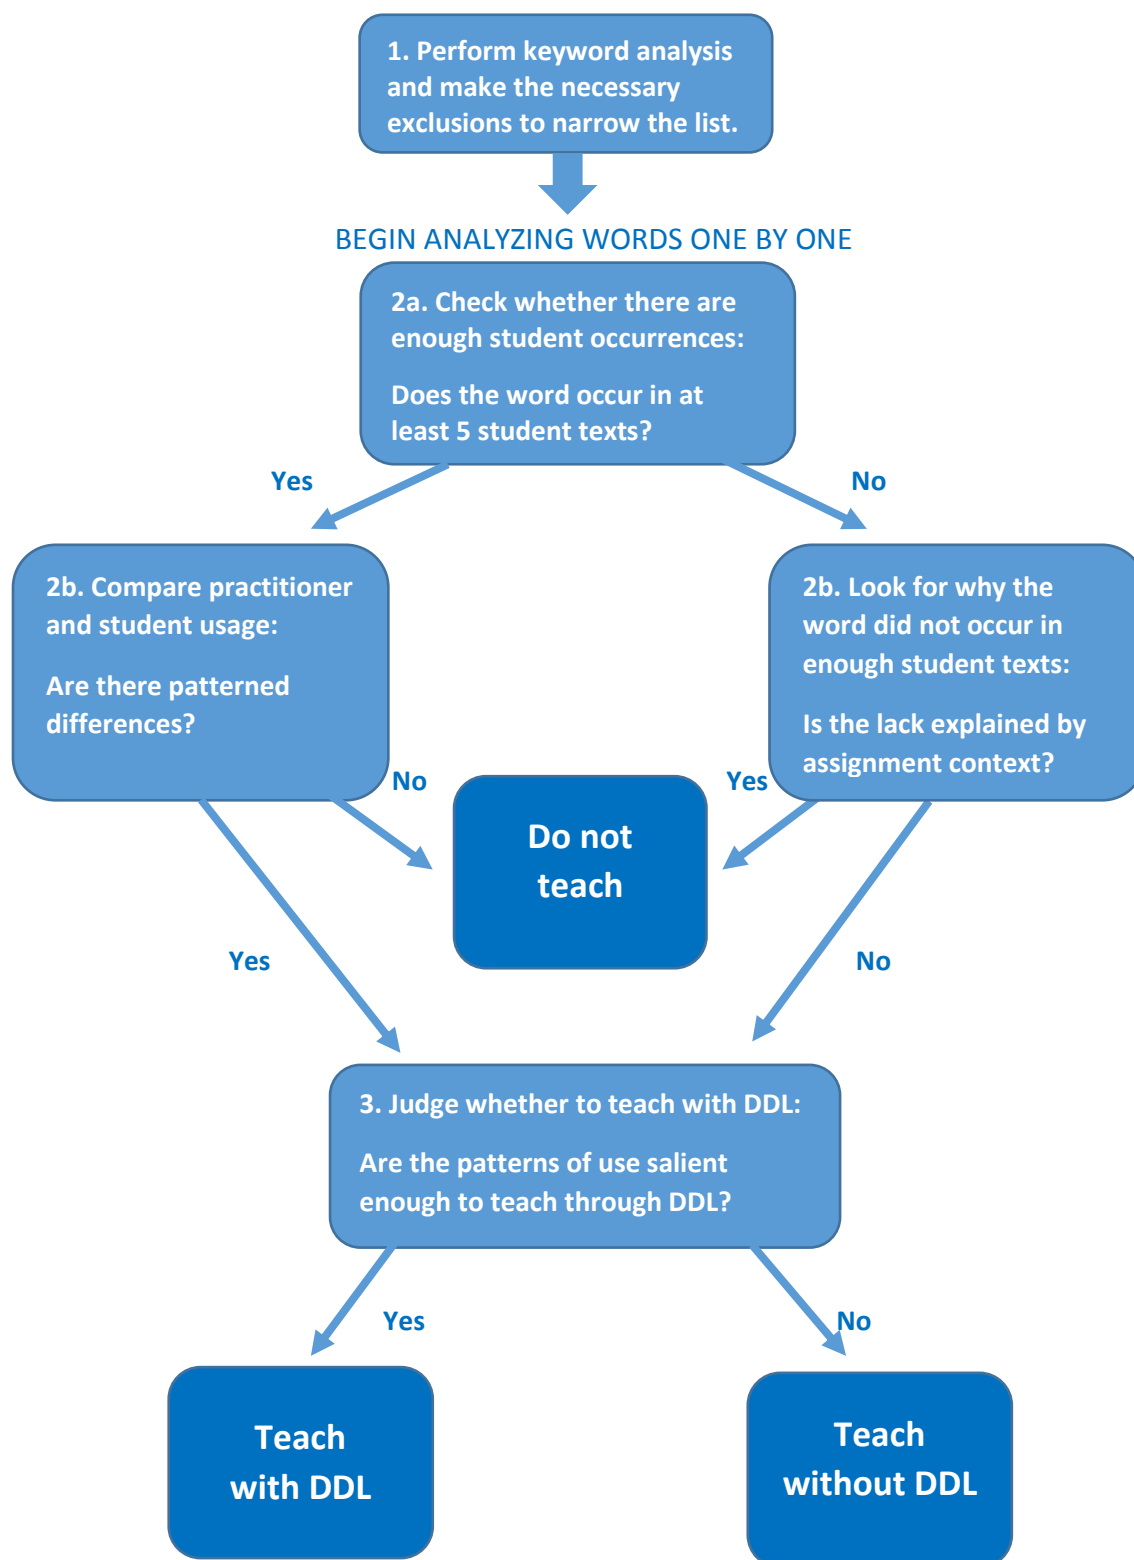 1. Perform keyword analysis
and make the necessary
exclusions to narrow the list.
BEGIN ANALYZING WORDS ONE BY ONE
2a. Check whether there are
enough student occurrences:
Does the word occur in at
least 5 student texts?
Yes
No
2b. Compare practitioner
and student usage:
Are there patterned
differences?
2b. Look for why the
word did not occur in
enough student texts:
Is the lack explained by
assignment context?
No
Yes
Do not
teach
Yes
No
3. Judge whether to teach with DDL:
Are the patterns of use salient
enough to teach through DDL?
Yes
No
Teach
with DDL
Teach
without DDL